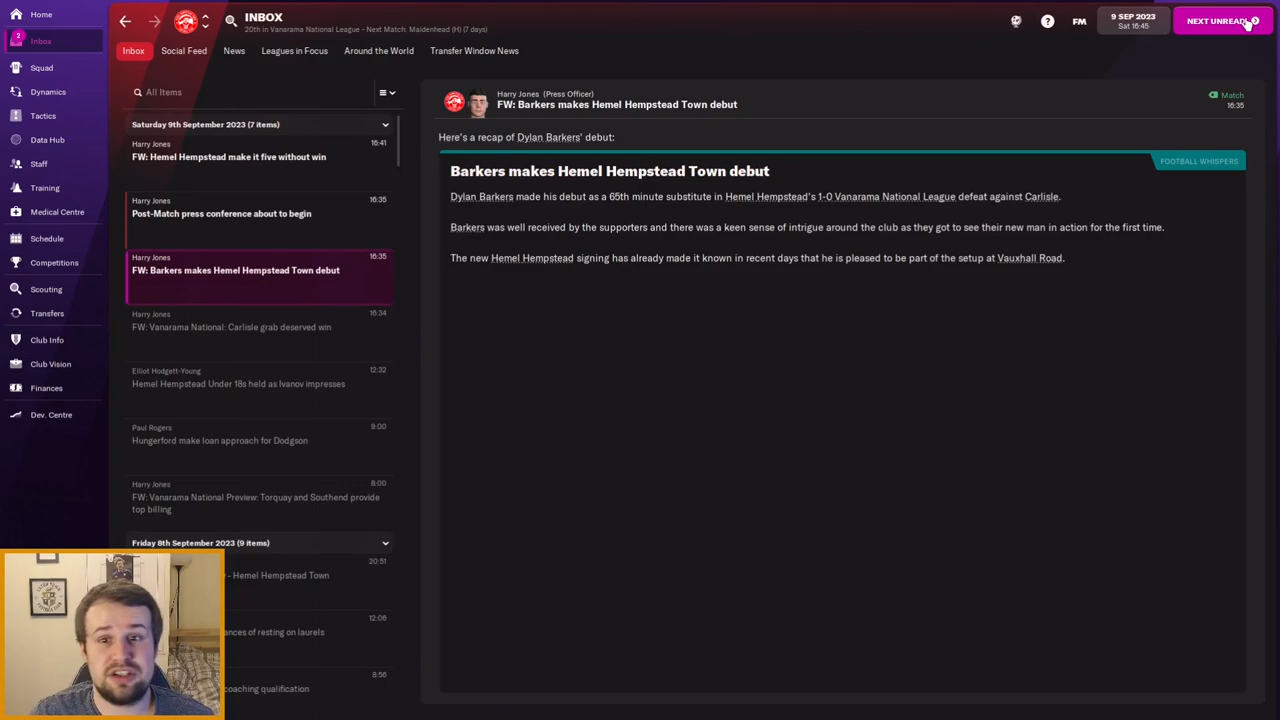 INBOX
20th in Vanarama National League - Next Match: Maidenhead (H) (7 days)
FM
9 SEP 2023
Sat 16:45
NEXT UNREAD
Home
2
Inbox
Squad
Dynamics
Tactics
Data Hub
Staff
Training
Medical Centre
Schedule
Competitions
Scouting
Transfers
Club Info
Club Vision
Finances
Dev. Centre
Inbox
Social Feed
News
Leagues in Focus
Around the World
Transfer Window News
All Items
Saturday 9th September 2023 (7 items)
Harry Jones 16:41
FW: Hemel Hempstead make it five without win
Harry Jones 16:35
Post-Match press conference about to begin
Harry Jones 16:35
FW: Barkers makes Hemel Hempstead Town debut
Harry Jones 16:34
FW: Vanarama National: Carlisle grab deserved win
Elliot Hodgett-Young 12:32
Hemel Hempstead Under 18s held as Ivanov impresses
Paul Rogers 9:00
Hungerford make loan approach for Dodgson
Harry Jones 8:00
FW: Vanarama National Preview: Torquay and Southend provide
top billing
Friday 8th September 2023 (9 items)
20:51
- Hemel Hempstead Town
12:06
of resting on laurels
8:56
coaching qualification
Harry Jones (Press Officer)
FW: Barkers makes Hemel Hempstead Town debut
Match
16:35
Here's a recap of Dylan Barkers' debut:
FOOTBALL WHISPERS
Barkers makes Hemel Hempstead Town debut
Dylan Barkers made his debut as a 65th minute substitute in Hemel Hempstead's 1-0 Vanarama National League defeat against Carlisle.
Barkers was well received by the supporters and there was a keen sense of intrigue around the club as they got to see their new man in action for the first time.
The new Hemel Hempstead signing has already made it known in recent days that he is pleased to be part of the setup at Vauxhall Road.